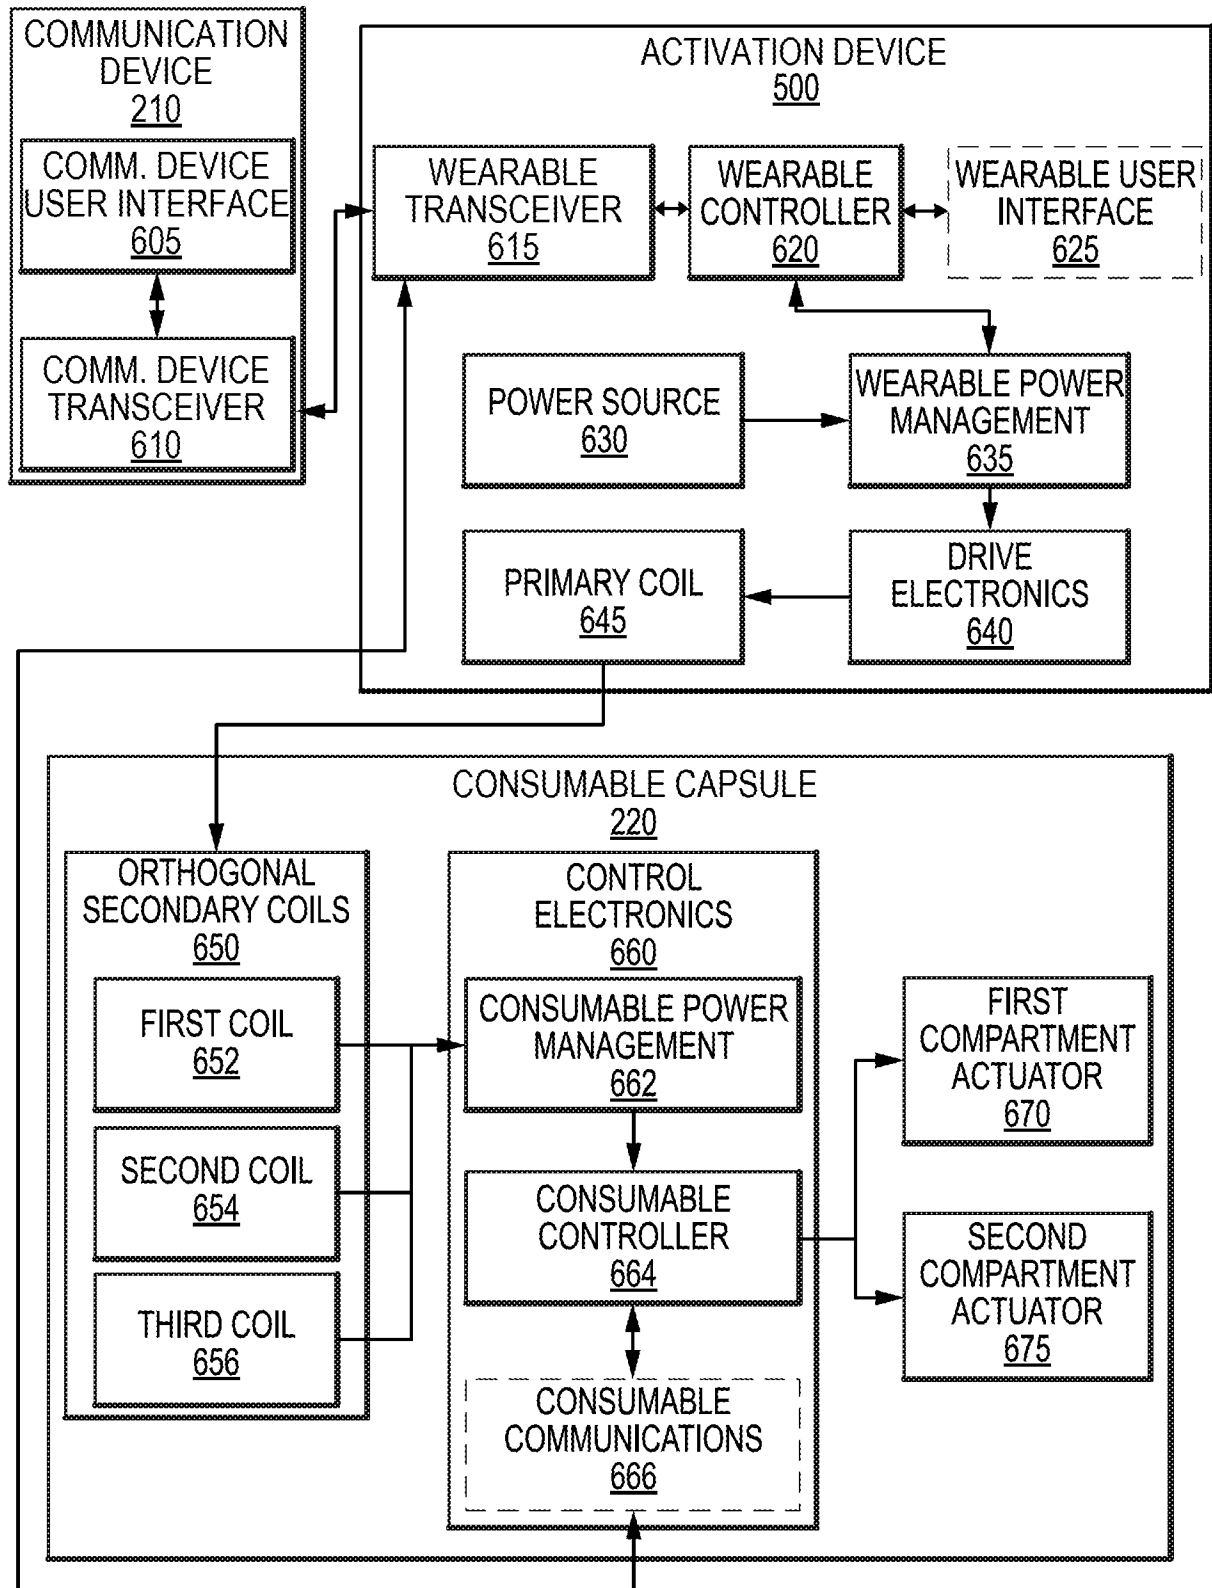 COMMUNICATION
DEVICE
210
COMM. DEVICE
USER INTERFACE
605
COMM. DEVICE
TRANSCEIVER
610
ACTIVATION DEVICE
500
WEARABLE
TRANSCEIVER
615
WEARABLE
CONTROLLER
620
WEARABLE USER
INTERFACE
625
POWER SOURCE
630
WEARABLE POWER
MANAGEMENT
635
PRIMARY COIL
645
DRIVE
ELECTRONICS
640
CONSUMABLE CAPSULE
220
ORTHOGONAL
SECONDARY COILS
650
FIRST COIL
652
SECOND COIL
654
THIRD COIL
656
CONTROL
ELECTRONICS
660
CONSUMABLE POWER
MANAGEMENT
662
CONSUMABLE
CONTROLLER
664
CONSUMABLE
COMMUNICATIONS
666
FIRST
COMPARTMENT
ACTUATOR
670
SECOND
COMPARTMENT
ACTUATOR
675